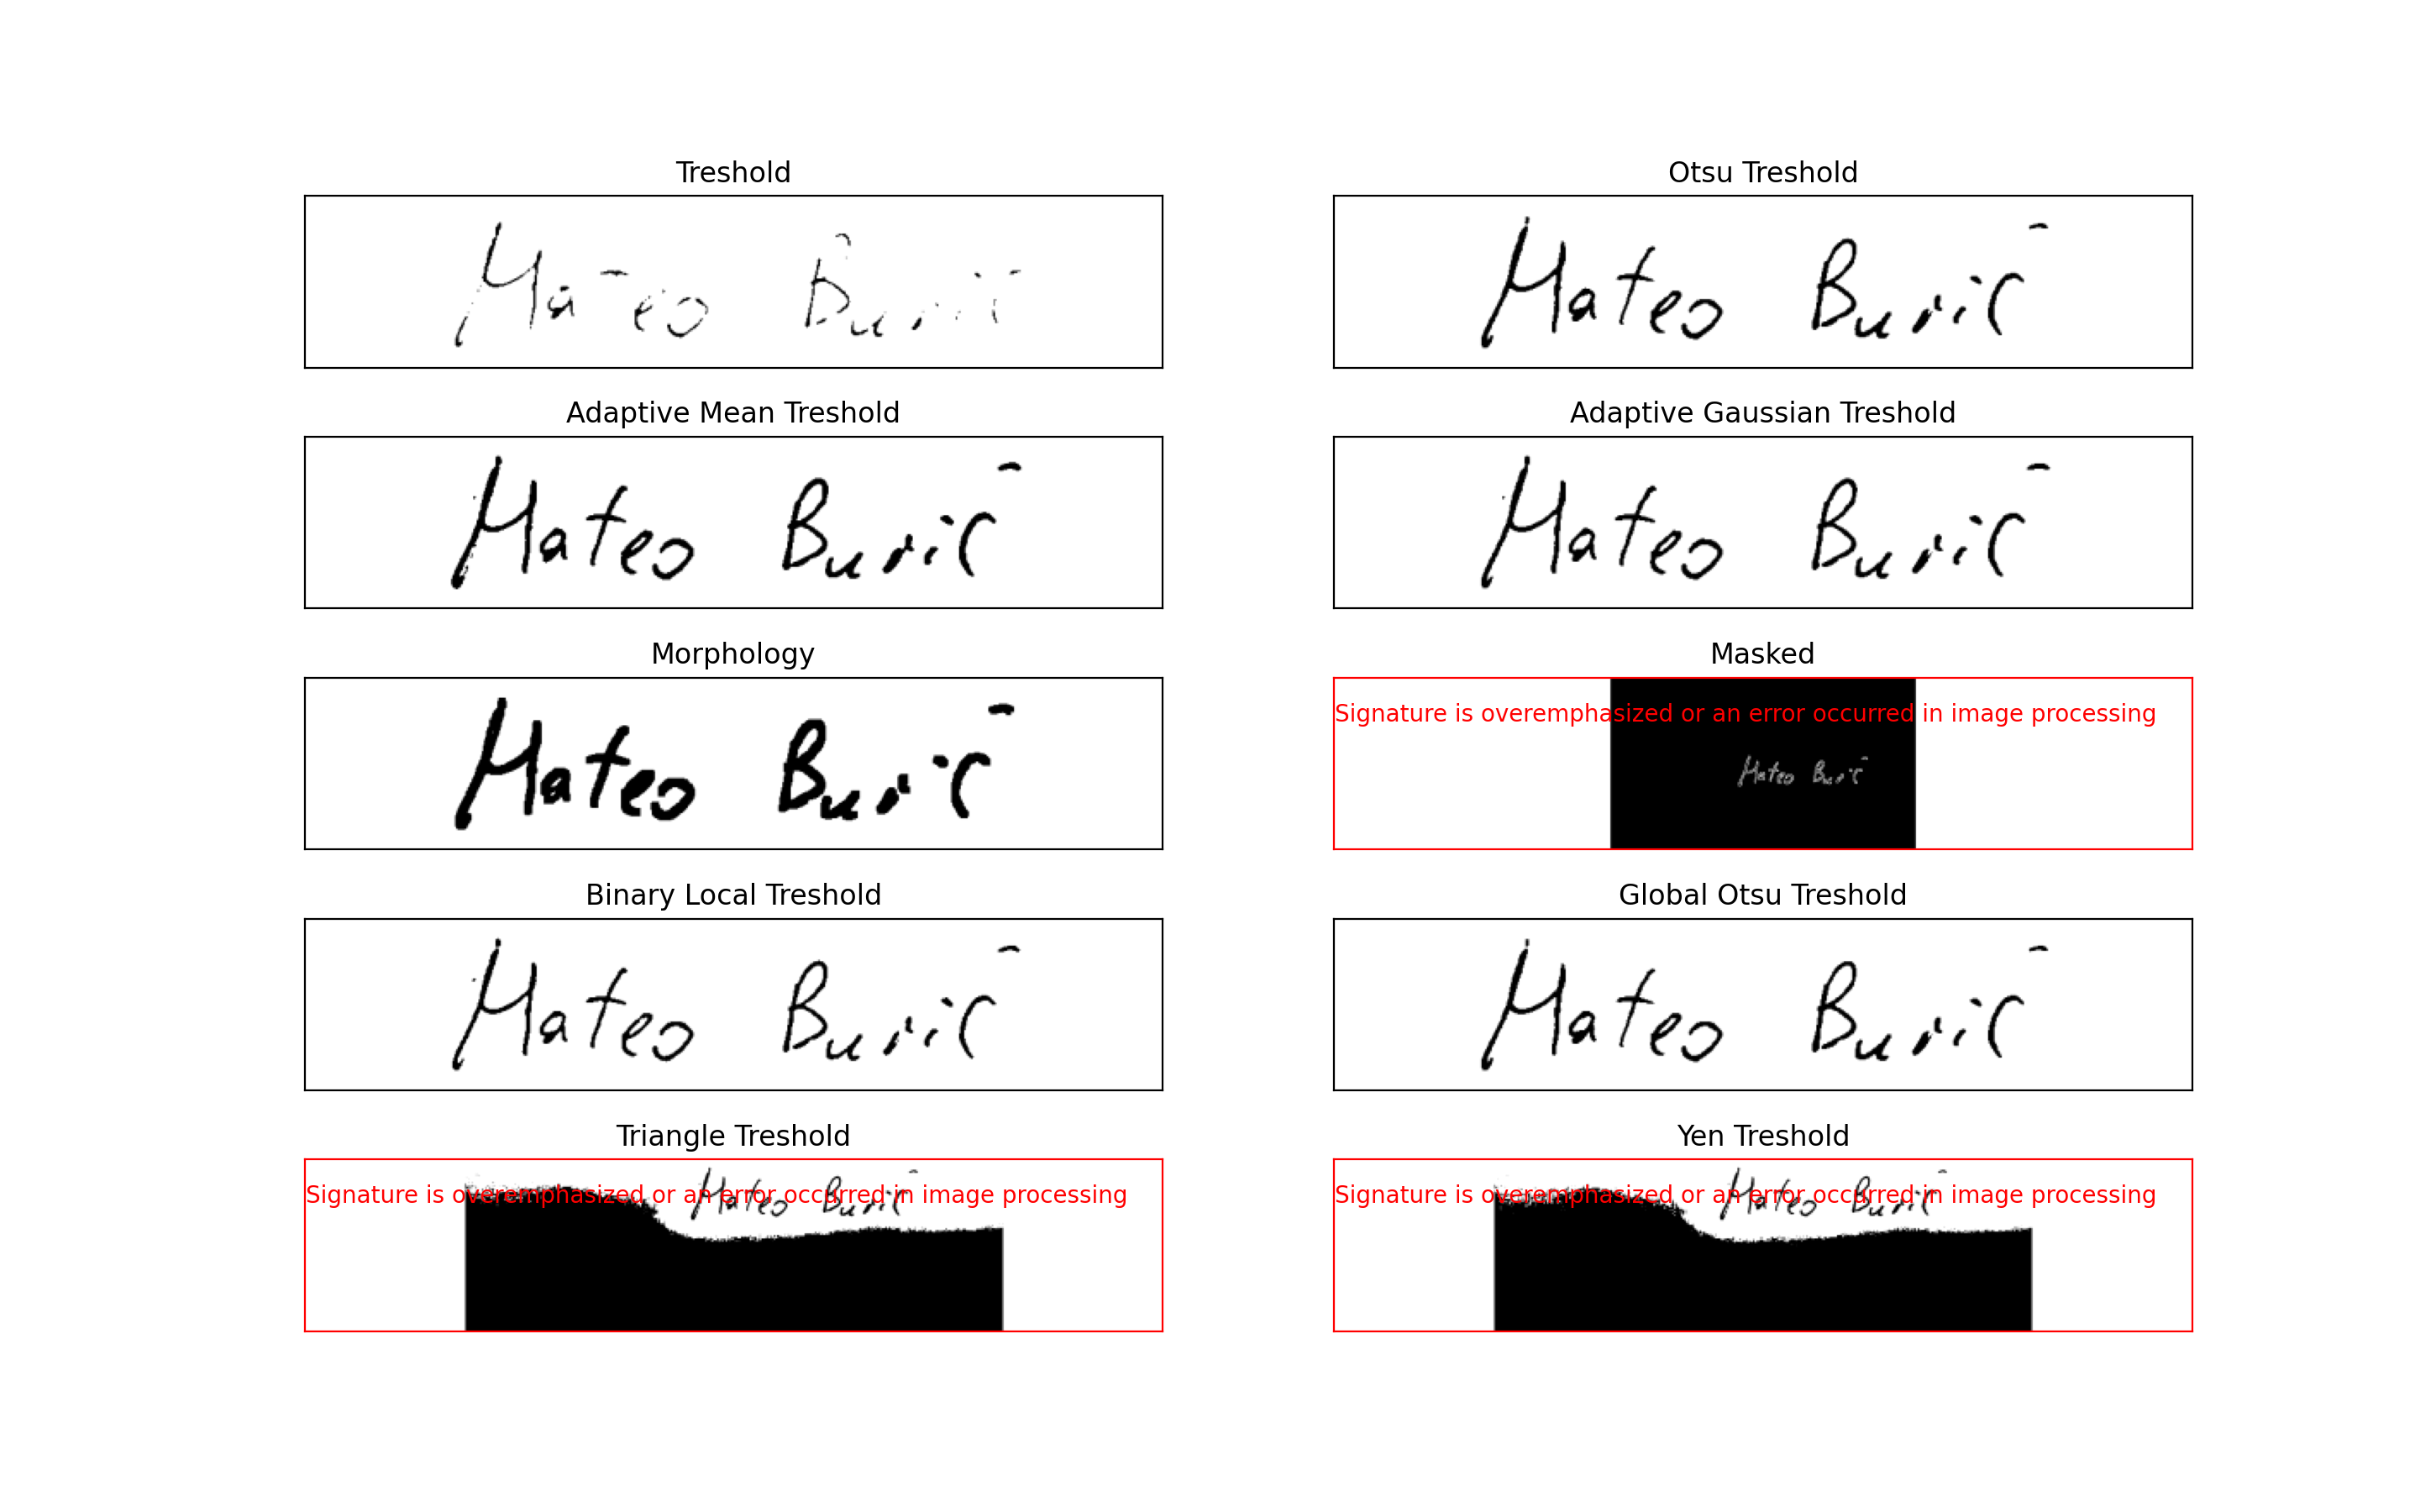 Treshold
Mateo Burić
Otsu Treshold
Mateo Burić
Adaptive Mean Treshold
Mateo Burić
Adaptive Gaussian Treshold
Mateo Burić
Morphology
Mateo Burić
Masked
Signature is overemphasized or an error occurred in image processing
Mateo Burić
Binary Local Treshold
Mateo Burić
Global Otsu Treshold
Mateo Burić
Triangle Treshold
Mateo Burić
Signature is overemphasized or an error occurred in image processing
Yen Treshold
Mateo Burić
Signature is overemphasized or an error occurred in image processing